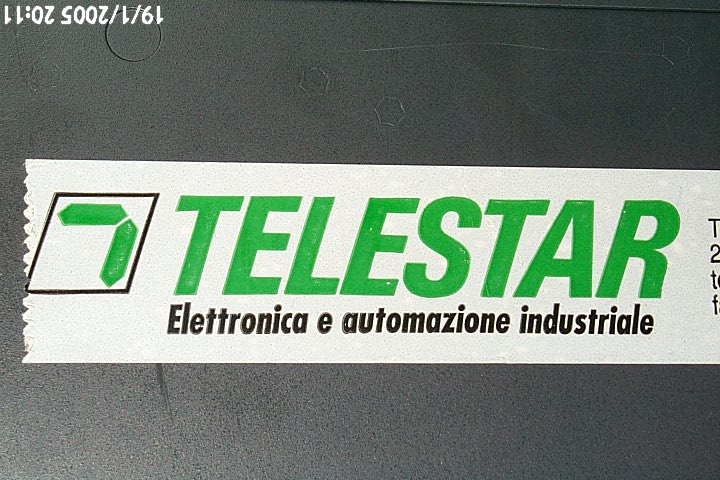 19/1/2005 20:11
TELESTAR
Elettronica e automazione industriale